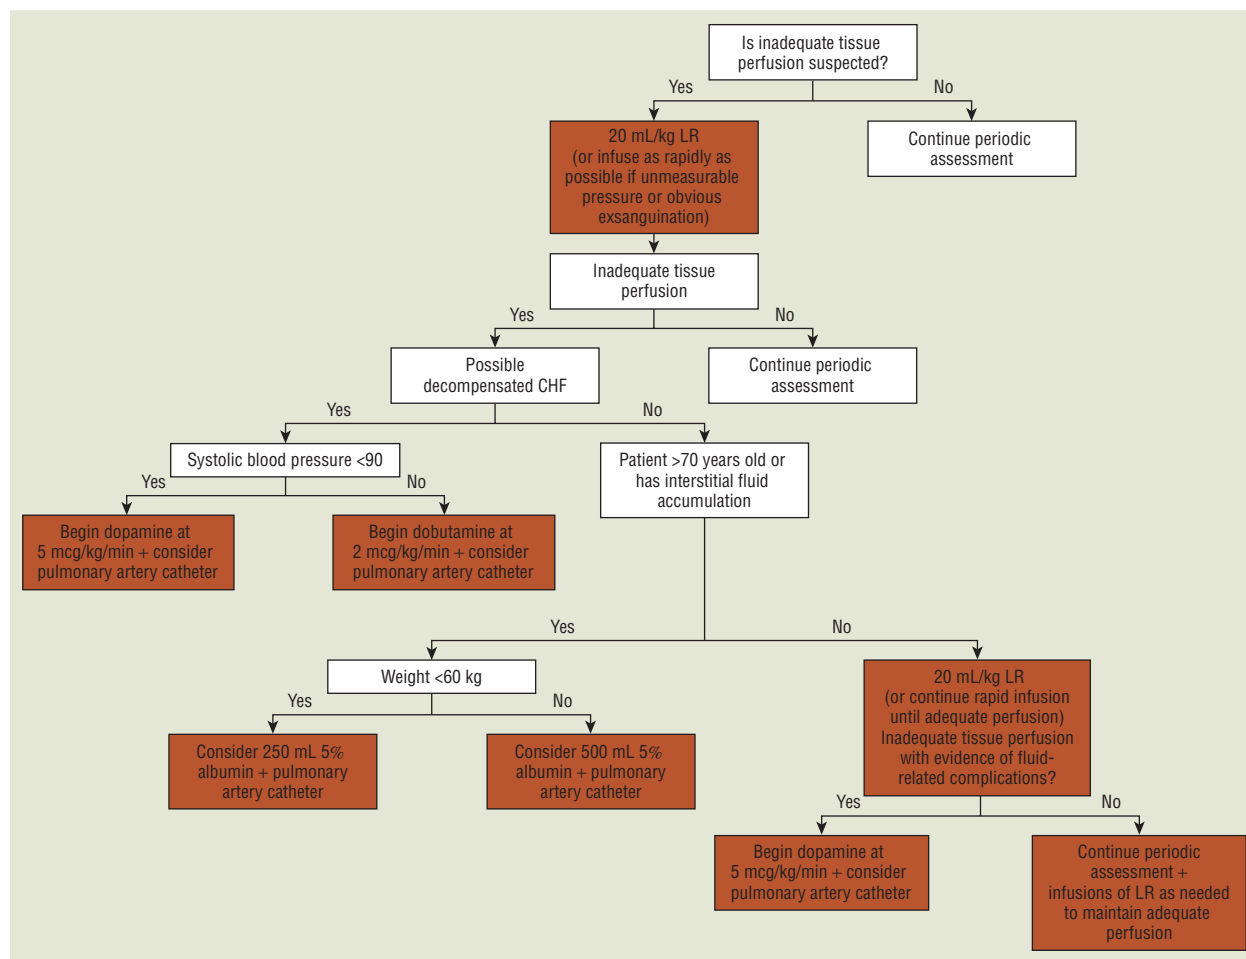 Is inadequate tissue
perfusion suspected?
Yes
No
20 mL/kg LR
(or infuse as rapidly as
possible if unmeasurable
pressure or obvious
exsanguination)
Continue periodic
assessment
Inadequate tissue
perfusion
Yes
No
Possible
decompensated CHF
Continue periodic
assessment
Yes
No
Systolic blood pressure <90
Patient >70 years old or
has interstitial fluid
accumulation
Yes
No
Begin dopamine at
5 mcg/kg/min + consider
pulmonary artery catheter
Begin dobutamine at
2 mcg/kg/min + consider
pulmonary artery catheter
Yes
No
Weight <60 kg
20 mL/kg LR
(or continue rapid infusion
until adequate perfusion)
Inadequate tissue perfusion
with evidence of fluid-
related complications?
Yes
No
Consider 250 mL 5%
albumin + pulmonary
artery catheter
Consider 500 mL 5%
albumin + pulmonary
artery catheter
Yes
No
Begin dopamine at
5 mcg/kg/min + consider
pulmonary artery catheter
Continue periodic
assessment +
infusions of LR as needed
to maintain adequate
perfusion